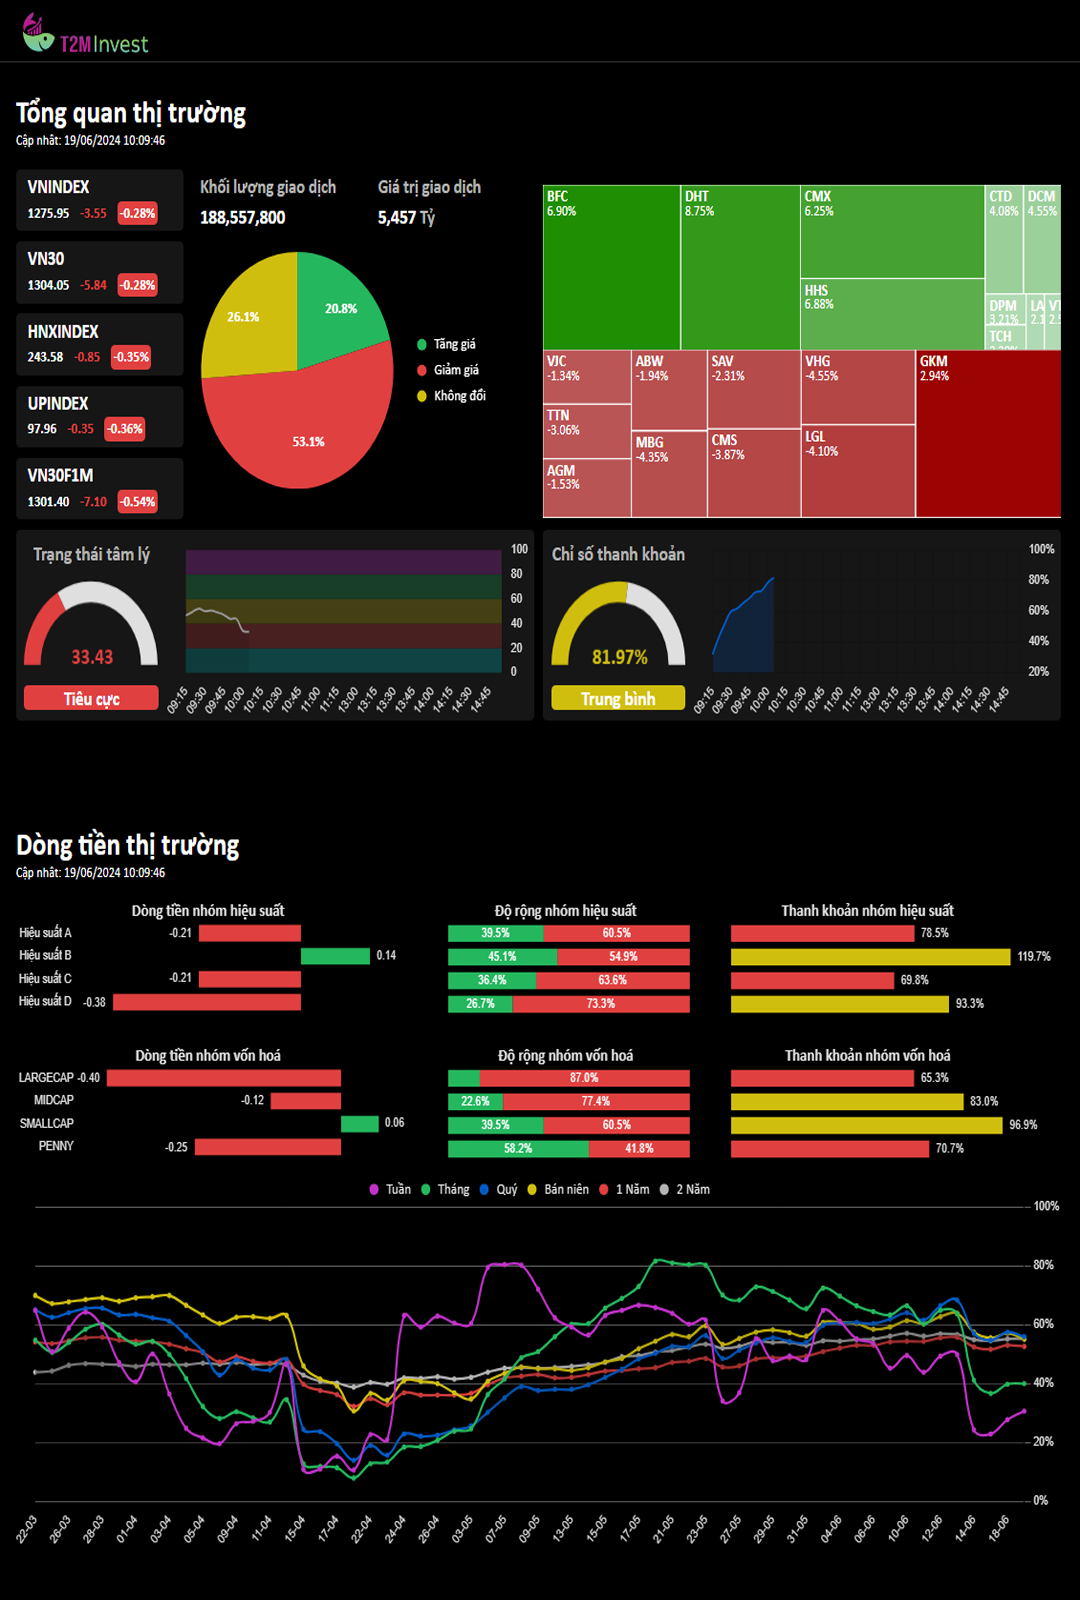 T2MInvest
Tổng quan thị trường
Cập nhât: 19/06/2024 10:09:46
VNINDEX
1275.95 -3.55 -0.28%
VN30
1304.05 -5.84 -0.28%
HNXINDEX
243.58 -0.85 -0.35%
UPINDEX
97.96 -0.35 -0.36%
VN30F1M
1301.40 -7.10 -0.54%
Khối lượng giao dịch
188,557,800
Giá trị giao dịch
5,457 Tỷ
20.8%
26.1%
53.1%
Tăng giá
Giảm giá
Không đổi
BFC
6.90%
DHT
8.75%
CMX
6.25%
HHS
6.88%
CTD
4.08%
DCM
4.55%
DPM
3.21%
LA
VT
TCH
VJC
-1.34%
TTN
-3.06%
AGM
-1.53%
ABW
-1.94%
MBG
-4.35%
SAV
-2.31%
CMS
-3.87%
VHG
-4.55%
LGL
-4.10%
GKM
2.94%
Trạng thái tâm lý
33.43
Tiêu cực
100
80
60
40
20
0
09:15 09:30 09:45 10:00 10:15 10:30 10:45 11:00 11:15 13:00 13:15 13:30 13:45 14:00 14:15 14:30 14:45
Chỉ số thanh khoản
81.97%
Trung bình
100%
80%
60%
40%
20%
09:15 09:30 09:45 10:00 10:15 10:30 10:45 11:00 11:15 13:00 13:15 13:30 13:45 14:00 14:15 14:30 14:45
Dòng tiền thị trường
Cập nhât: 19/06/2024 10:09:46
Dòng tiền nhóm hiệu suất
Hiệu suất A -0.21
Hiệu suất B 0.14
Hiệu suất C -0.21
Hiệu suất D -0.38
Độ rộng nhóm hiệu suất
39.5% 60.5%
45.1% 54.9%
36.4% 63.6%
26.7% 73.3%
Thanh khoản nhóm hiệu suất
78.5%
119.7%
69.8%
93.3%
Dòng tiền nhóm vốn hoá
LARGECAP -0.40
MIDCAP -0.12
SMALLCAP 0.06
PENNY -0.25
Độ rộng nhóm vốn hoá
87.0%
22.6% 77.4%
39.5% 60.5%
58.2% 41.8%
Thanh khoản nhóm vốn hoá
65.3%
83.0%
96.9%
70.7%
Tuần Tháng Quý Bán niên 1 Năm 2 Năm
100%
80%
60%
40%
20%
0%
22-03 26-03 28-03 01-04 03-04 05-04 09-04 11-04 15-04 17-04 22-04 24-04 26-04 03-05 07-05 09-05 13-05 15-05 17-05 21-05 23-05 27-05 29-05 31-05 04-06 06-06 10-06 12-06 14-06 18-06